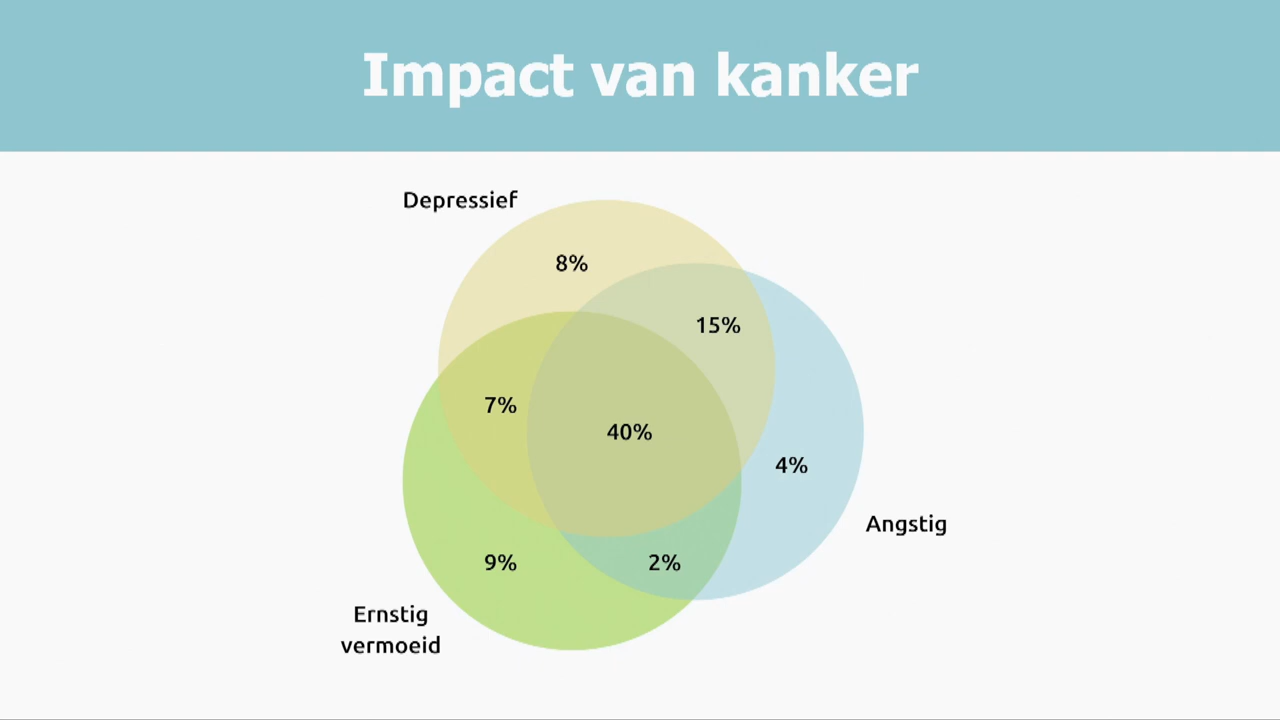 Impact van kanker
Depressief
8%
15%
7%
40%
4%
Angstig
9%
2%
Ernstig
vermoeid